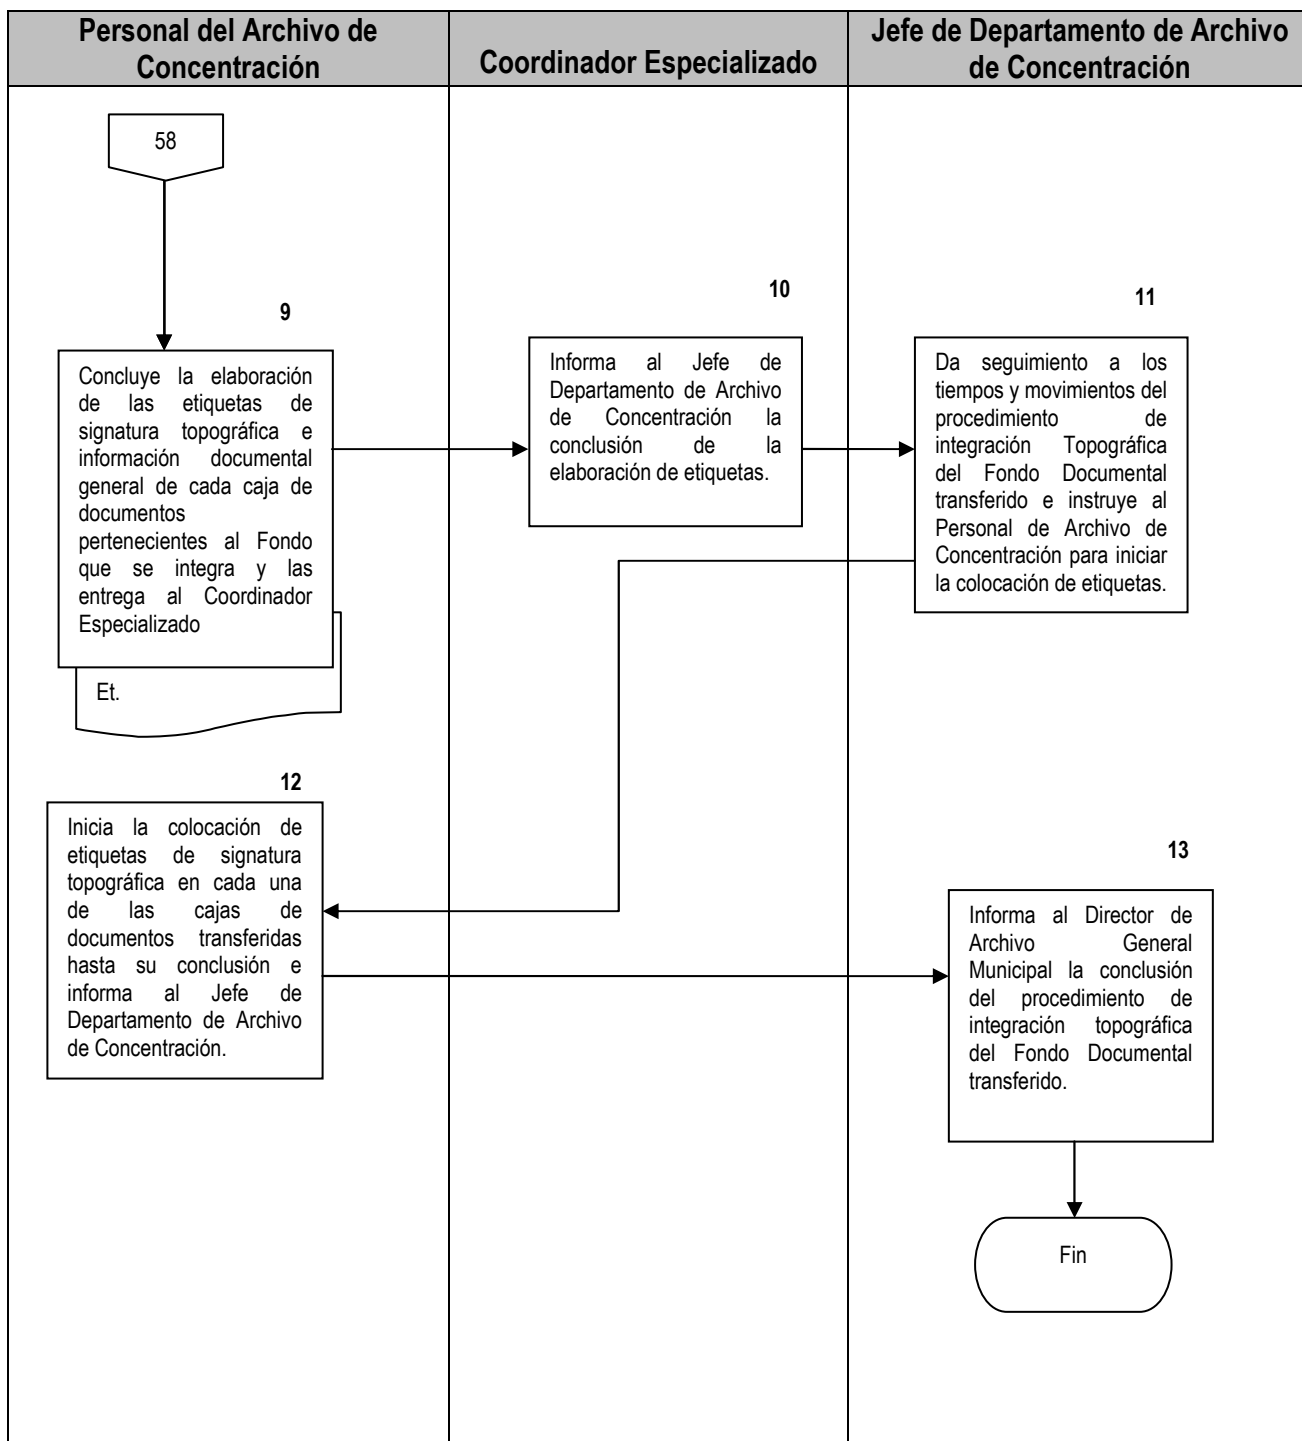 Personal del Archivo de
Concentración
Coordinador Especializado
Jefe de Departamento de Archivo
de Concentración
58
9
Concluye la elaboración
de las etiquetas de
signatura topográfica e
información documental
general de cada caja de
documentos
pertenecientes al Fondo
que se integra y las
entrega al Coordinador
Especializado
Et.
10
Informa al Jefe de
Departamento de Archivo
de Concentración la
conclusión de la
elaboración de etiquetas.
11
Da seguimiento a los
tiempos y movimientos del
procedimiento de
integración Topográfica
del Fondo Documental
transferido e instruye al
Personal de Archivo de
Concentración para iniciar
la colocación de etiquetas.
12
Inicia la colocación de
etiquetas de signatura
topográfica en cada una
de las cajas de
documentos transferidas
hasta su conclusión e
informa al Jefe de
Departamento de Archivo
de Concentración.
13
Informa al Director de
Archivo General
Municipal la conclusión
del procedimiento de
integración topográfica
del Fondo Documental
transferido.
Fin